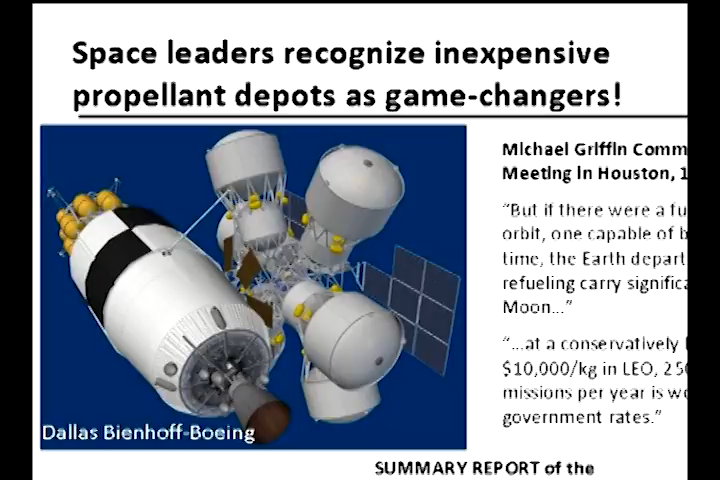 Space leaders recognize inexpensive
propellant depots as game-changers!
Michael Griffin Comm
Meeting in Houston, 1
“But if there were a fu
orbit, one capable of b
time, the Earth depart
refueling carry significa
Moon...”
“...at a conservatively
$10,000/kg in LEO, 250
missions per year is wo
government rates.”
Dallas Bienhoff-Boeing
SUMMARY REPORT of the